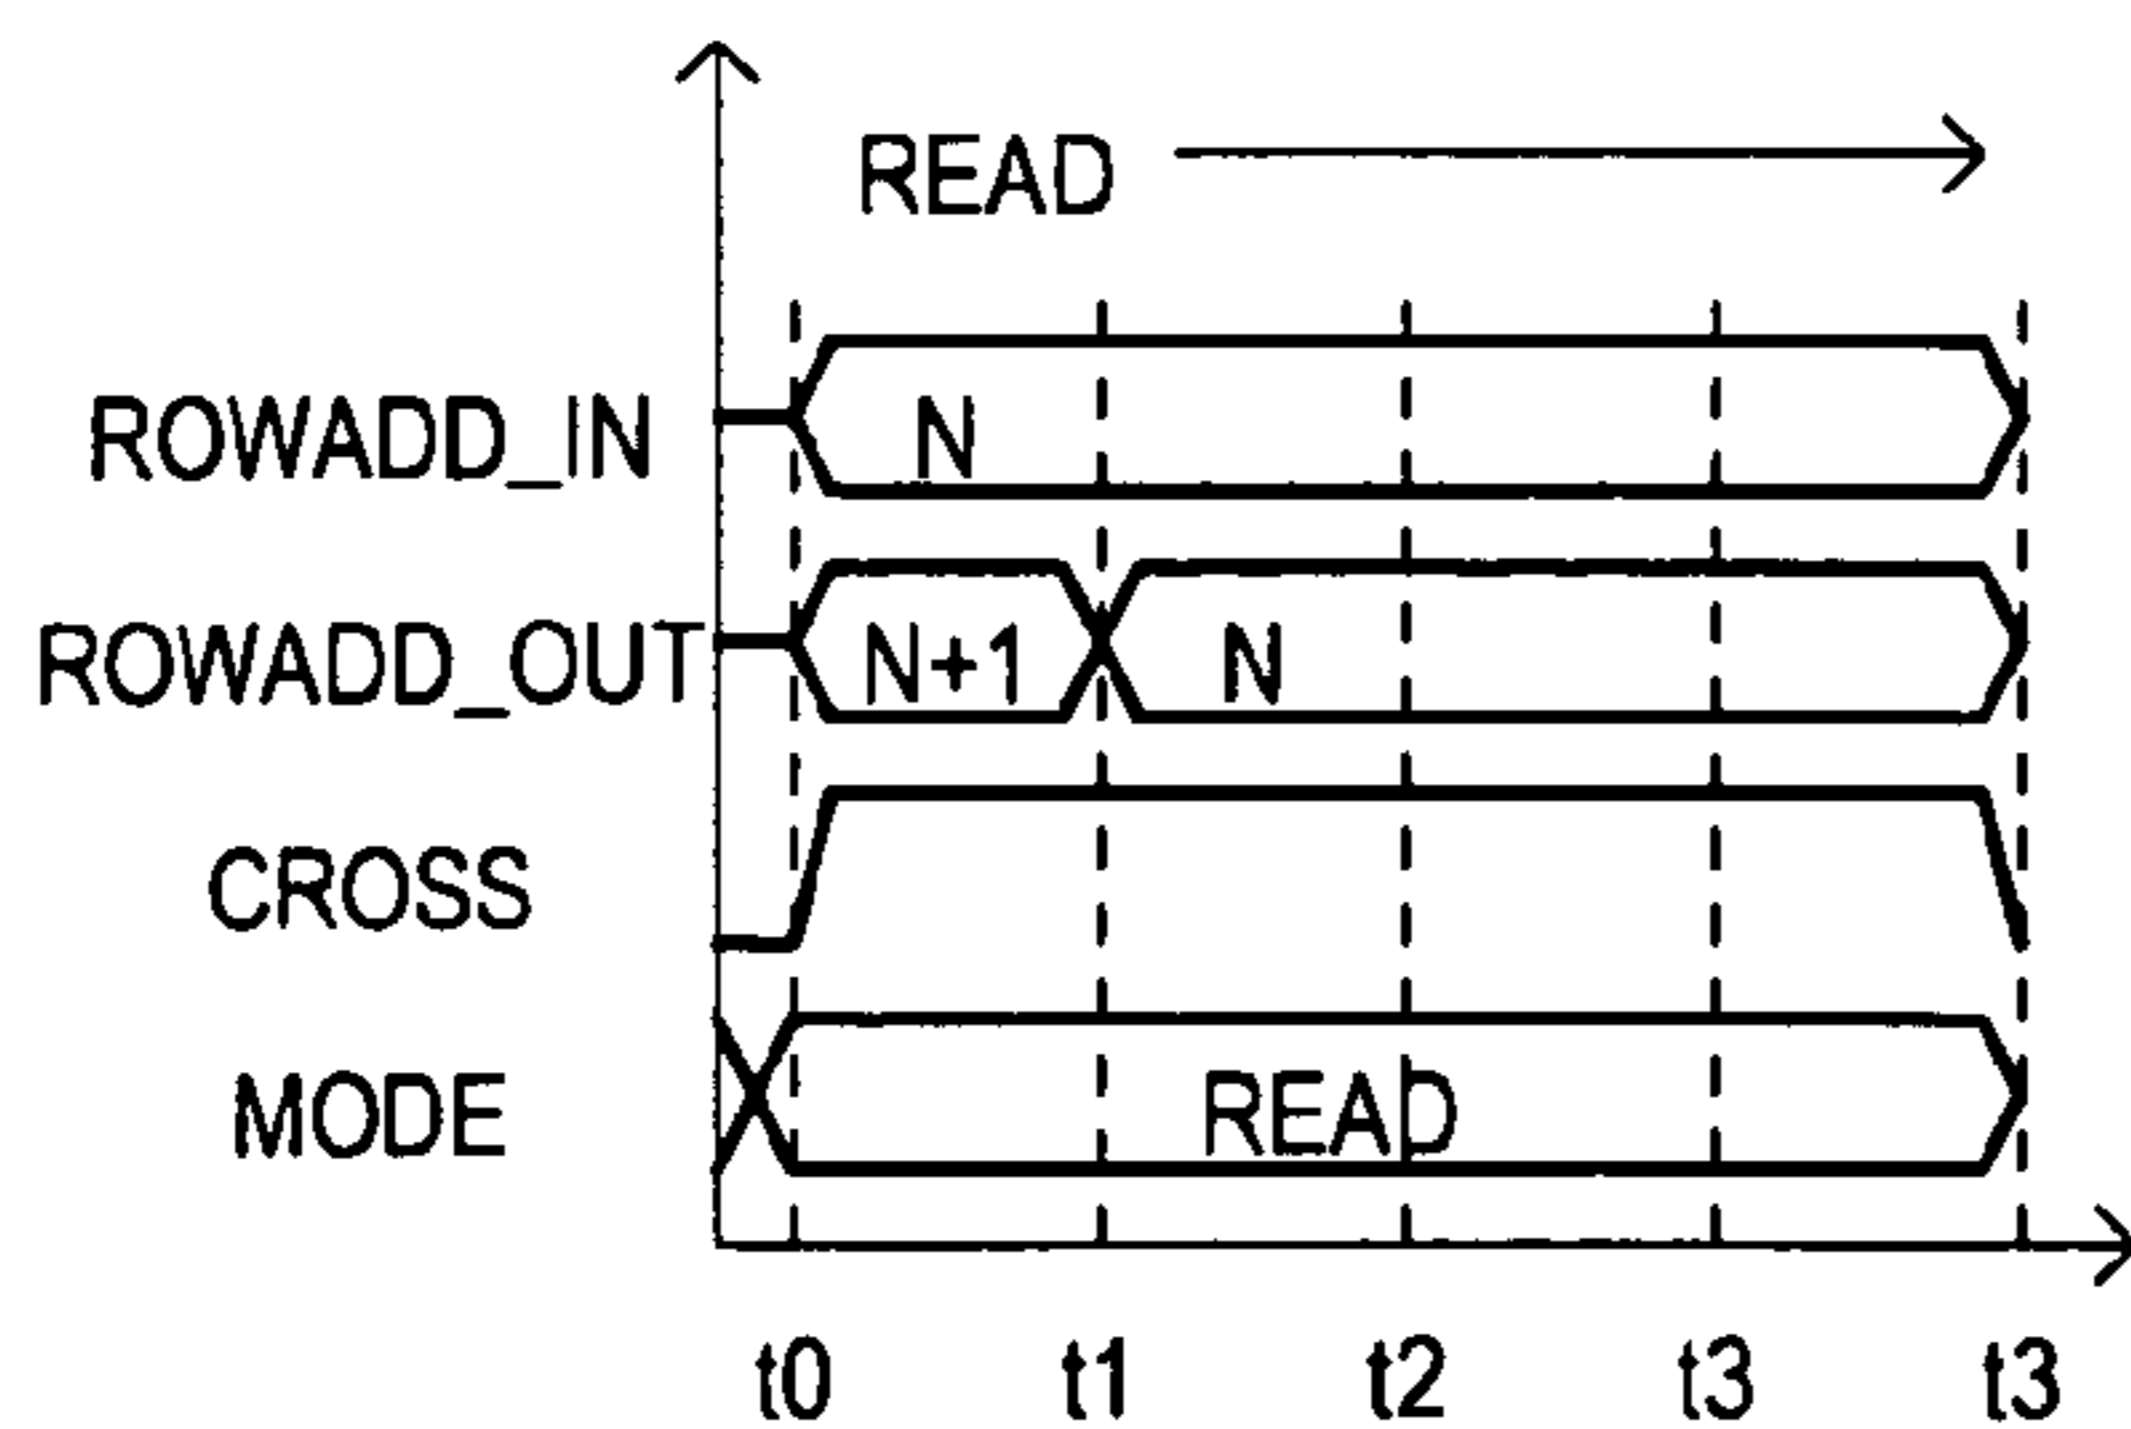 READ
ROWADD_IN N
ROWADD_OUT N+1 N
CROSS
MODE READ
t0 t1 t2 t3 t3